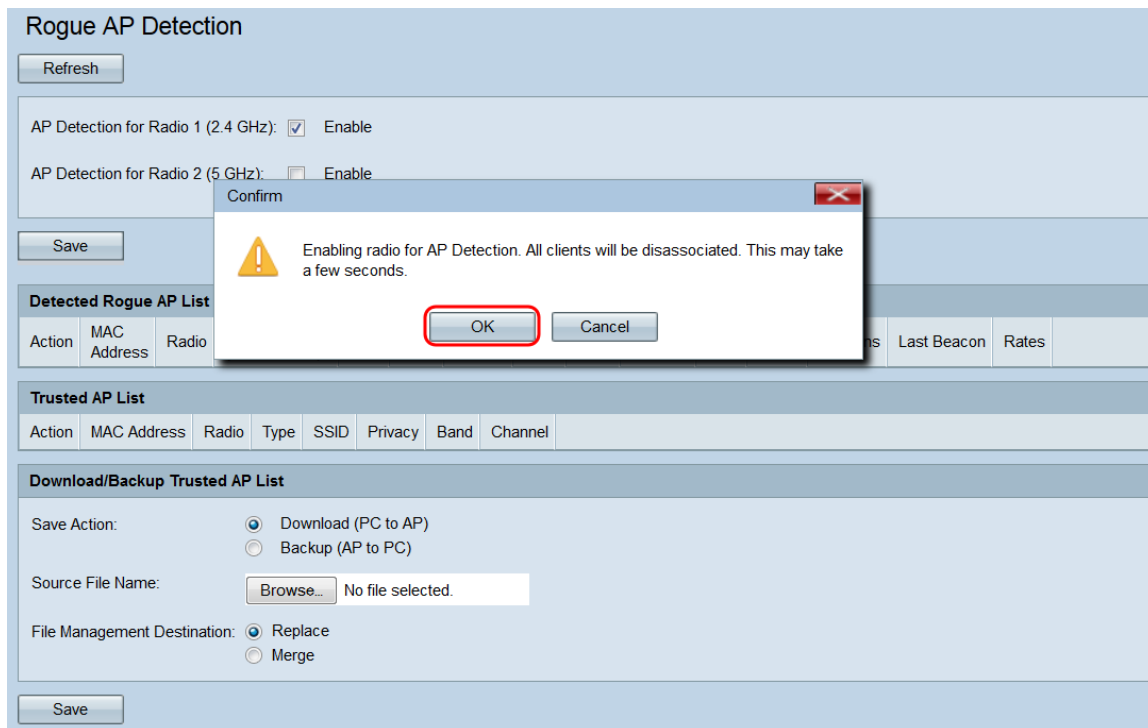 Rogue AP Detection
Refresh
AP Detection for Radio 1 (2.4 GHz): Enable
AP Detection for Radio 2 (5 GHz): Enable
Confirm
Enabling radio for AP Detection. All clients will be disassociated. This may take
a few seconds.
OK Cancel
Save
Detected Rogue AP List
Action MAC Address Radio Last Beacon Rates
Trusted AP List
Action MAC Address Radio Type SSID Privacy Band Channel
Download/Backup Trusted AP List
Save Action: Download (PC to AP)
Backup (AP to PC)
Source File Name: Browse... No file selected.
File Management Destination: Replace
Merge
Save